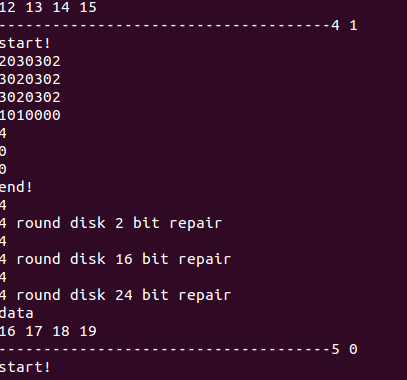 12 13 14 15
-------------------------------------4 1
start!
2030302
3020302
3020302
1010000
4
0
0
end!
4
4 round disk 2 bit repair
4
4 round disk 16 bit repair
4
4 round disk 24 bit repair
data
16 17 18 19
-------------------------------------5 0
start!